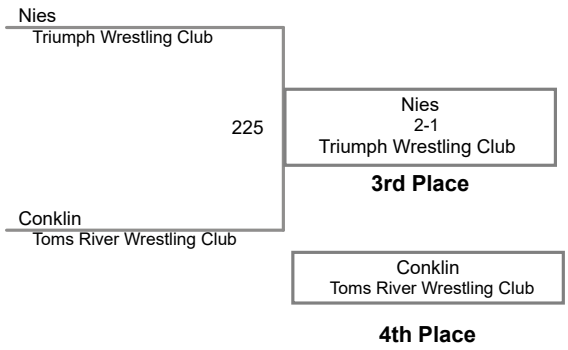 Nies
Triumph Wrestling Club
225
Nies
2-1
Triumph Wrestling Club
3rd Place
Conklin
Toms River Wrestling Club
Conklin
Toms River Wrestling Club
4th Place